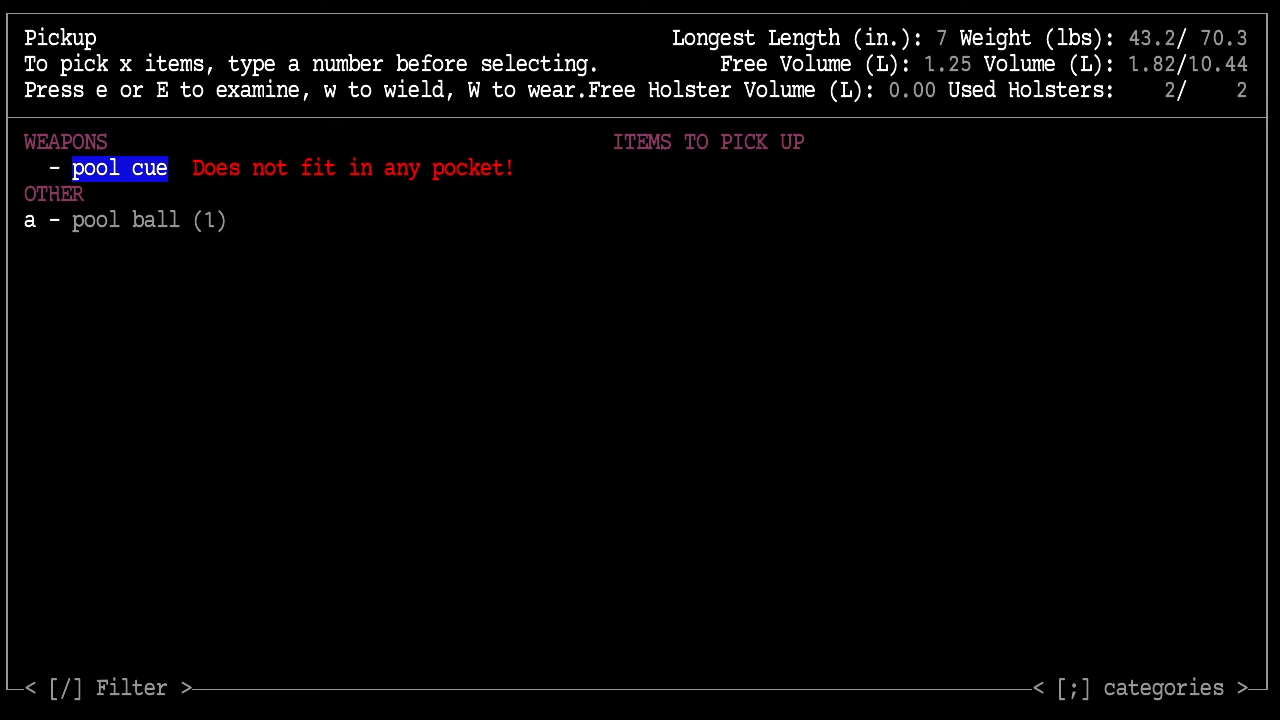 Pickup Longest Length (in.): 7 Weight (lbs): 43.2/ 70.3
To pick x items, type a number before selecting. Free Volume (L): 1.25 Volume (L): 1.82/10.44
Press e or E to examine, w to wield, W to wear.Free Holster Volume (L): 0.00 Used Holsters: 2/ 2
WEAPONS ITEMS TO PICK UP
- pool cue Does not fit in any pocket!
OTHER
a - pool ball (1)
< [/] Filter > < [;] categories >